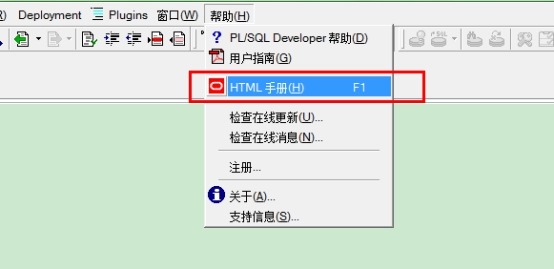 ) Deployment Plugins 窗口(W) 帮助(H)
PL/SQL Developer 帮助(D)
用户指南(G)
HTML 手册(H) F1
检查在线更新(U)...
检查在线消息(N)...
注册...
关于(A)...
支持信息(S)...